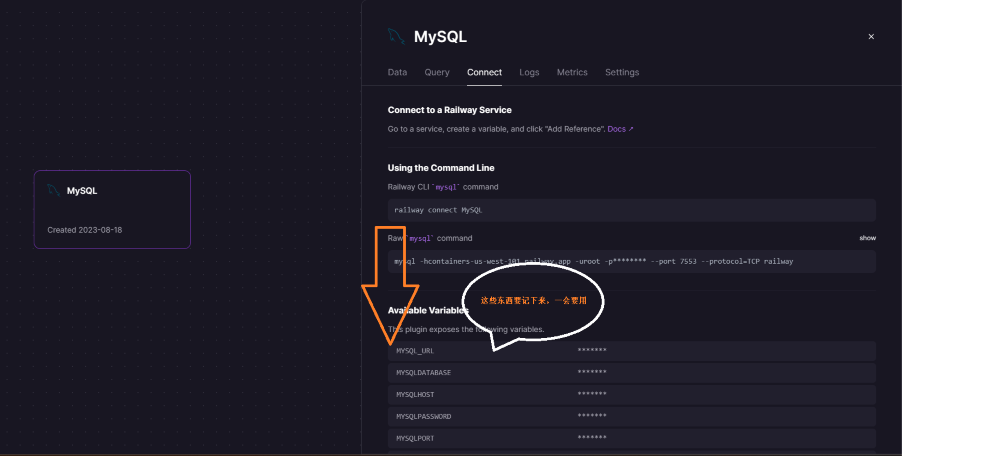 MySQL
×
Data Query Connect Logs Metrics Settings
Connect to a Railway Service
Go to a service, create a variable, and click "Add Reference". Docs ↗
Using the Command Line
Railway CLI `mysql` command
railway connect MySQL
Raw `mysql` command
show
mysql -hcontainers-us-west-101.railway.app -uroot -p******** --port 7553 --protocol=TCP railway
这些东西要记下来，一会要用
Available Variables
This plugin exposes the following variables.
MYSQL_URL *******
MYSQLDATABASE *******
MYSQLHOST *******
MYSQLPASSWORD *******
MYSQLPORT *******
MySQL
Created 2023-08-18